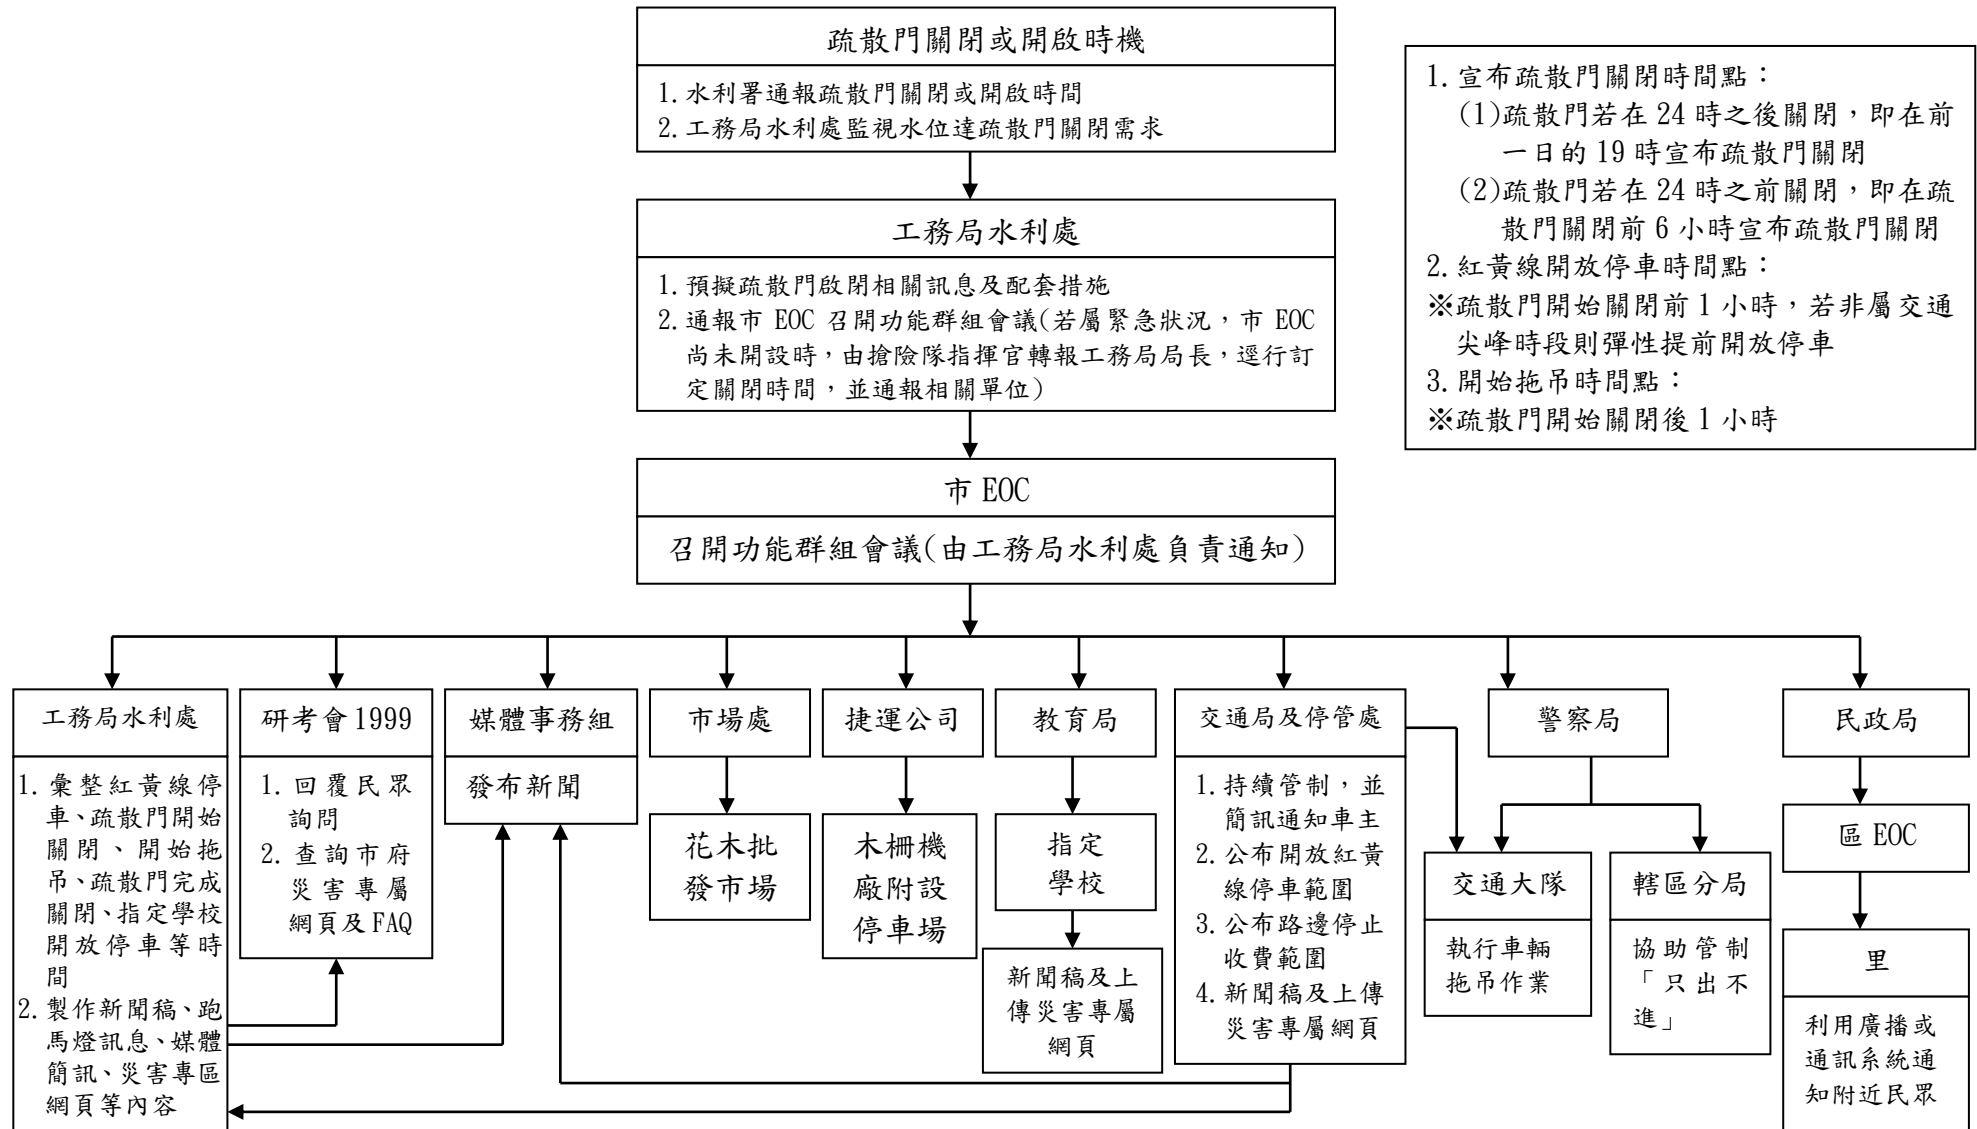 疏散門關閉或開啟時機
1. 水利署通報疏散門關閉或開啟時間
2. 工務局水利處監視水位達疏散門關閉需求
工務局水利處
1. 預擬疏散門啟閉相關訊息及配套措施
2. 通報市 EOC 召開功能群組會議(若屬緊急狀況，市 EOC
尚未開設時，由搶險隊指揮官轉報工務局局長，逕行訂
定關閉時間，並通報相關單位)
市 EOC
召開功能群組會議(由工務局水利處負責通知)
1. 宣布疏散門關閉時間點：
(1)疏散門若在 24 時之後關閉，即在前
一日的 19 時宣布疏散門關閉
(2)疏散門若在 24 時之前關閉，即在疏
散門關閉前 6 小時宣布疏散門關閉
2. 紅黃線開放停車時間點：
※疏散門開始關閉前 1 小時，若非屬交通
尖峰時段則彈性提前開放停車
3. 開始拖吊時間點：
※疏散門開始關閉後 1 小時
工務局水利處
1. 彙整紅黃線停
車、疏散門開始
關閉、開始拖
吊、疏散門完成
關閉、指定學校
開放停車等時
間
2. 製作新聞稿、跑
馬燈訊息、媒體
簡訊、災害專區
網頁等內容
研考會 1999
1. 回覆民眾
詢問
2. 查詢市府
災害專屬
網頁及 FAQ
媒體事務組
發布新聞
市場處
花木批
發市場
捷運公司
木柵機
廠附設
停車場
教育局
指定
學校
新聞稿及上
傳災害專屬
網頁
交通局及停管處
1. 持續管制，並
簡訊通知車主
2. 公布開放紅黃
線停車範圍
3. 公布路邊停止
收費範圍
4. 新聞稿及上傳
災害專屬網頁
警察局
交通大隊
執行車輛
拖吊作業
轄區分局
協助管制
「只出不
進」
民政局
區 EOC
里
利用廣播或
通訊系統通
知附近民眾